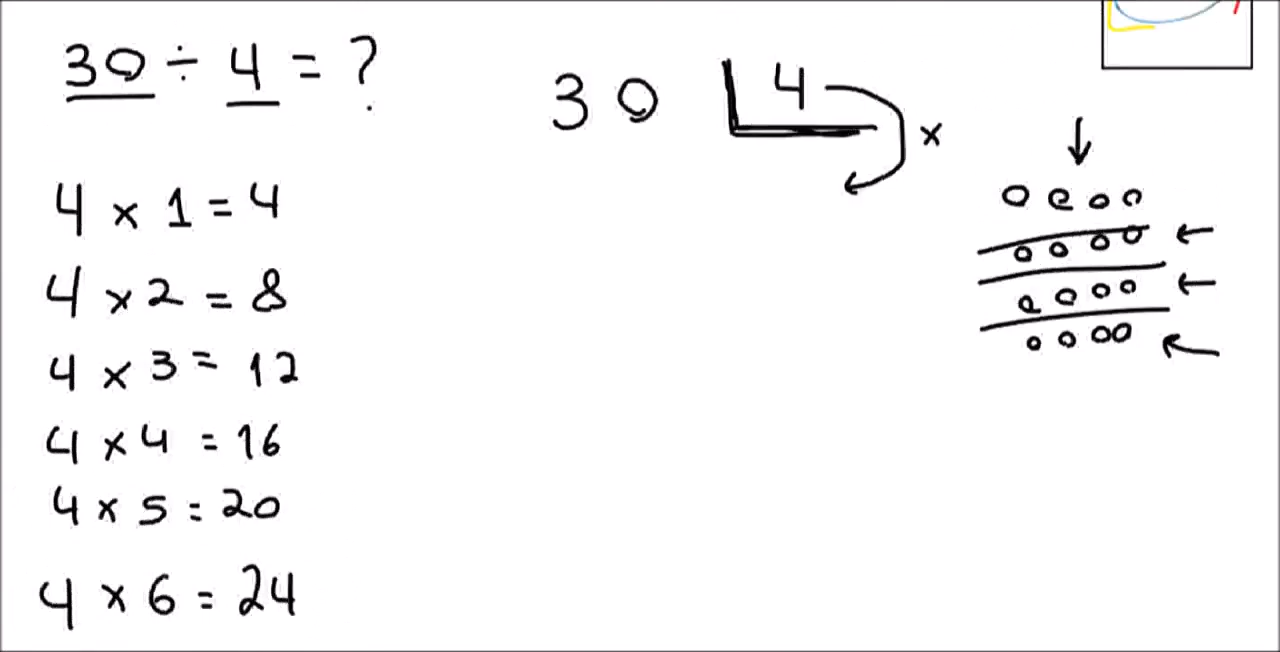 30 ÷ 4 = ?
30 4
×
4 × 1 = 4
4 × 2 = 8
4 × 3 = 12
4 × 4 = 16
4 × 5 = 20
4 × 6 = 24